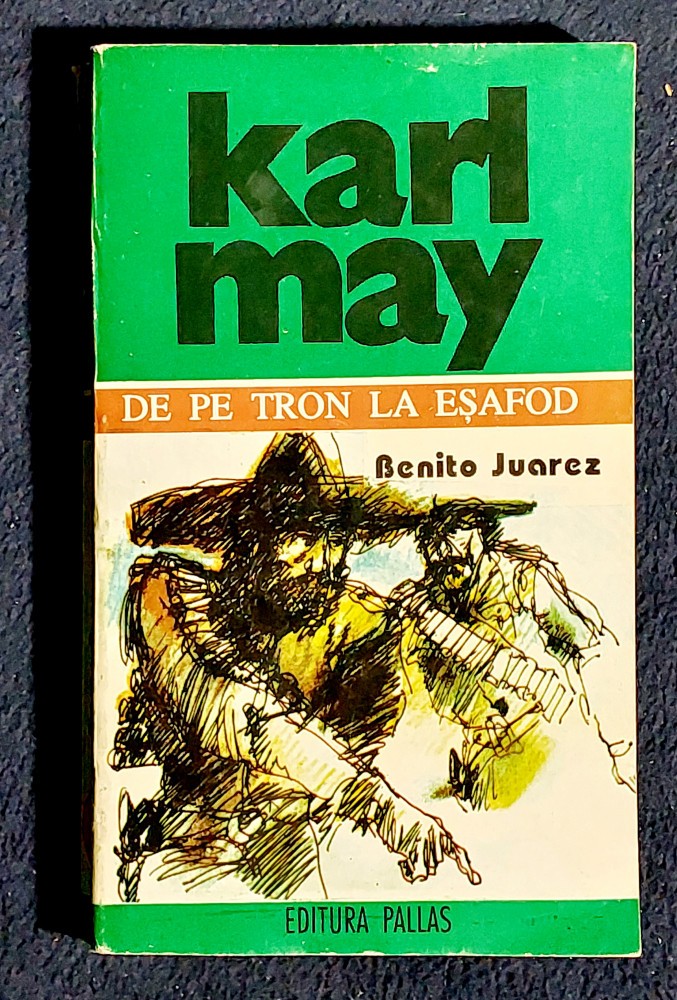 karl
may
DE PE TRON LA EȘAFOD
Benito Juarez
EDITURA PALLAS